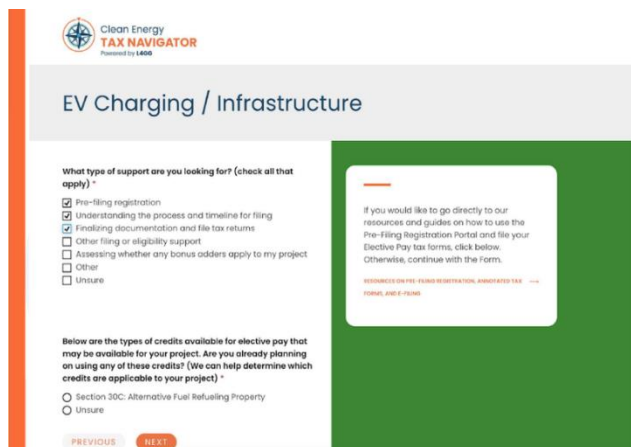 Clean Energy
TAX NAVIGATOR
Powered by L4GG
EV Charging / Infrastructure
What type of support are you looking for? (check all that
apply) *
Pre-filing registration
Understanding the process and timeline for filing
Finalizing documentation and file tax returns
Other filing or eligibility support
Assessing whether any bonus adders apply to my project
Other
Unsure
Below are the types of credits available for elective pay that
may be available for your project. Are you already planning
on using any of these credits? (We can help determine which
credits are applicable to your project) *
Section 30C: Alternative Fuel Refueling Property
Unsure
PREVIOUS
NEXT
If you would like to go directly to our
resources and guides on how to use the
Pre-Filing Registration Portal and file your
Elective Pay tax forms, click below.
Otherwise, continue with the Form.
RESOURCES ON PRE-FILING REGISTRATION, ANNOTATED TAX
FORMS, AND E-FILING